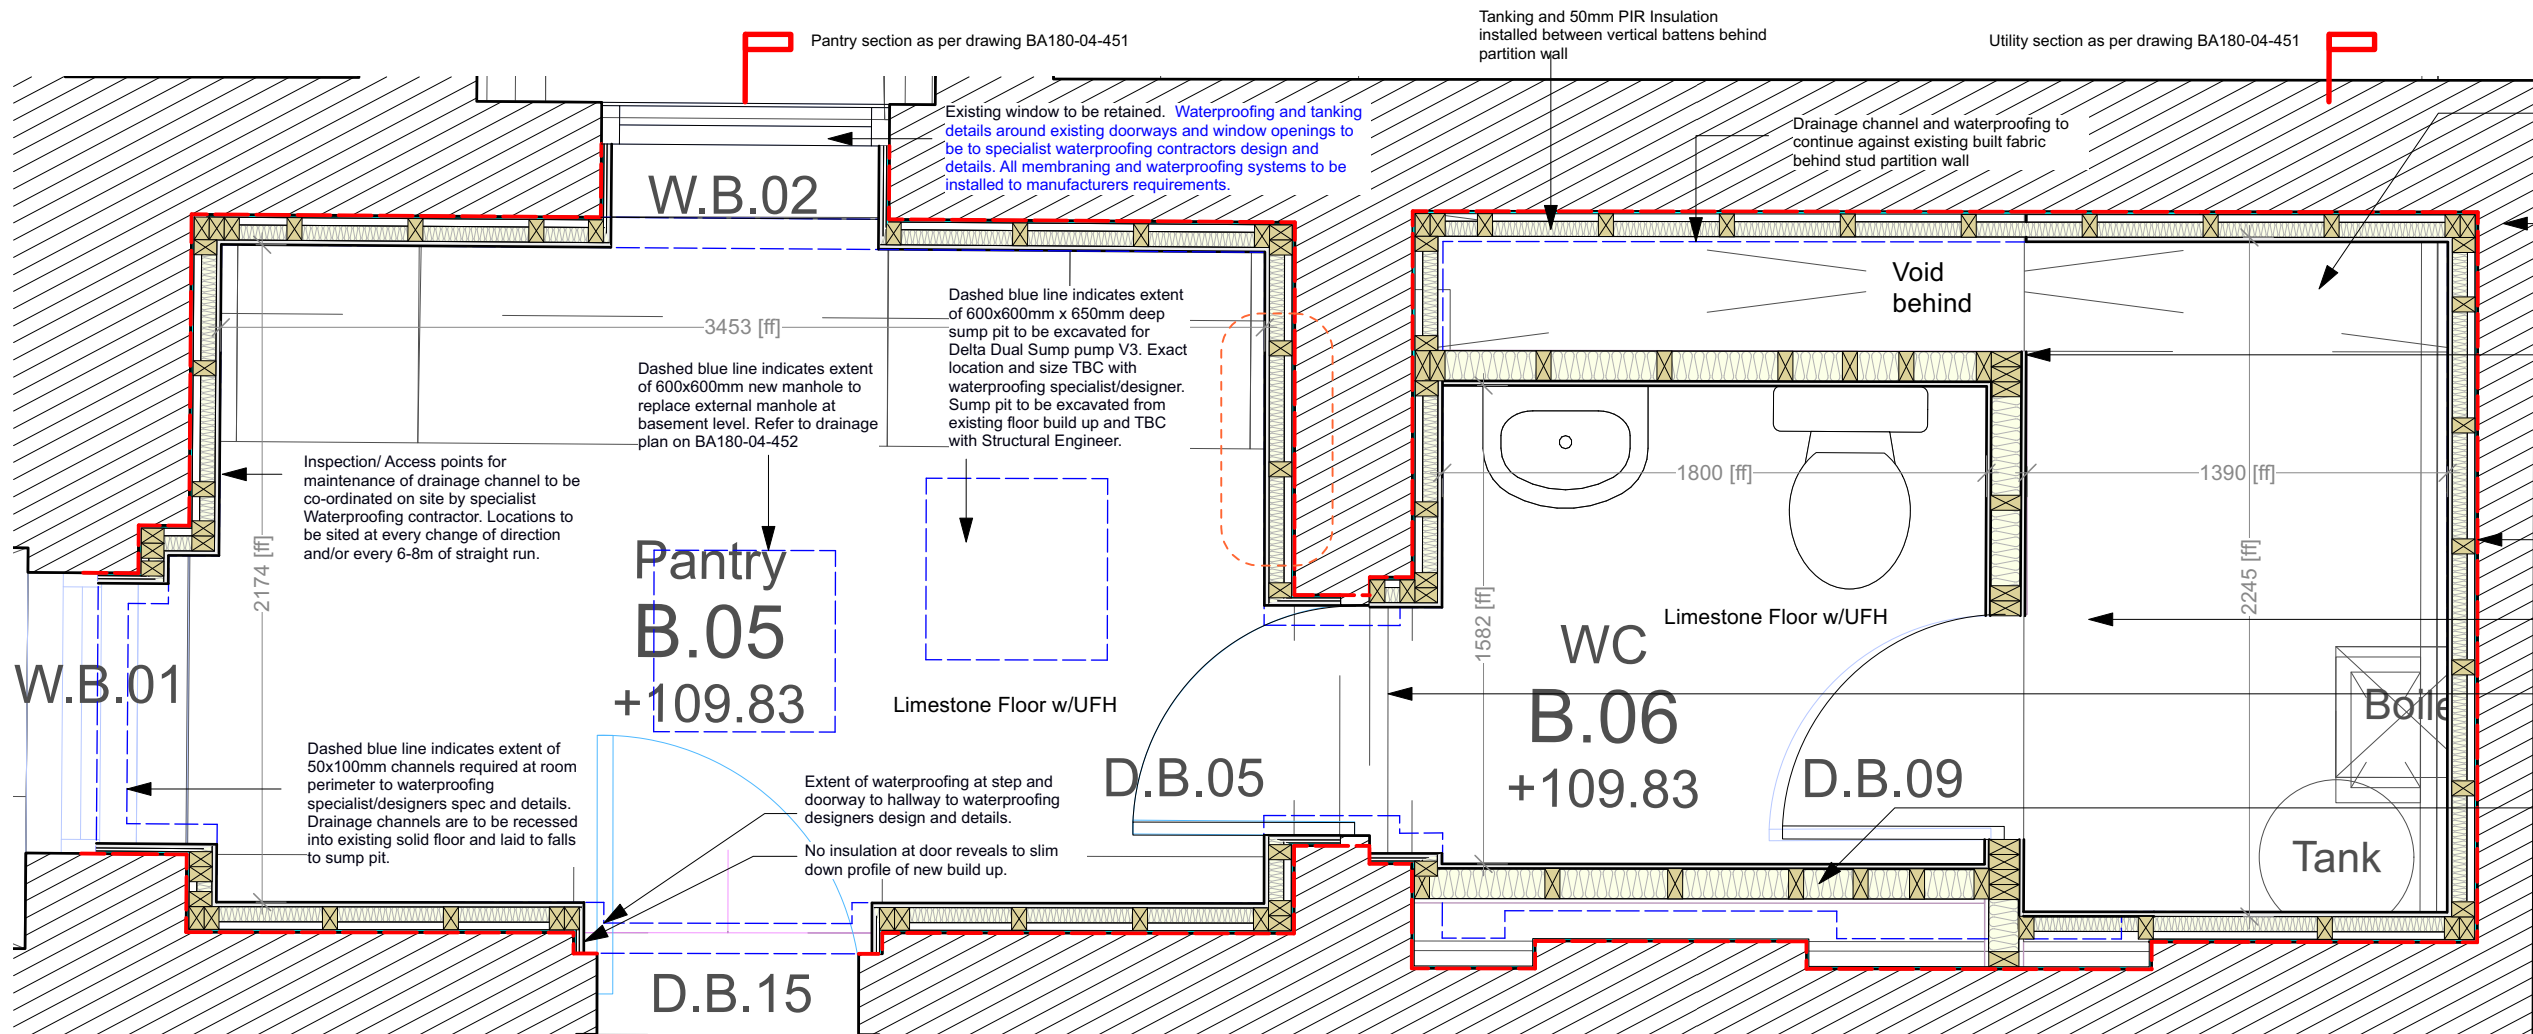 Pantry section as per drawing BA180-04-451
Tanking and 50mm PIR Insulation
installed between vertical battens behind
partition wall
Utility section as per drawing BA180-04-451
Existing window to be retained. Waterproofing and tanking
details around existing doorways and window openings to
be to specialist waterproofing contractors design and
details. All membraning and waterproofing systems to be
installed to manufacturers requirements.
Drainage channel and waterproofing to
continue against existing built fabric
behind stud partition wall
W.B.02
Void
behind
Dashed blue line indicates extent
of 600x600mm x 650mm deep
sump pit to be excavated for
Delta Dual Sump pump V3. Exact
location and size TBC with
waterproofing specialist/designer.
Sump pit to be excavated from
existing floor build up and TBC
with Structural Engineer.
3453 [ff]
Dashed blue line indicates extent
of 600x600mm new manhole to
replace external manhole at
basement level. Refer to drainage
plan on BA180-04-452
Inspection/ Access points for
maintenance of drainage channel to be
co-ordinated on site by specialist
Waterproofing contractor. Locations to
be sited at every change of direction
and/or every 6-8m of straight run.
1800 [ff]
1390 [ff]
2174 [ff]
1582 [ff]
2245 [ff]
Pantry
B.05
+109.83
Limestone Floor w/UFH
WC
B.06
+109.83
Limestone Floor w/UFH
W.B.01
Boile
D.B.05
D.B.09
Dashed blue line indicates extent of
50x100mm channels required at room
perimeter to waterproofing
specialist/designers spec and details.
Drainage channels are to be recessed
into existing solid floor and laid to falls
to sump pit.
Extent of waterproofing at step and
doorway to hallway to waterproofing
designers design and details.
No insulation at door reveals to slim
down profile of new build up.
Tank
D.B.15